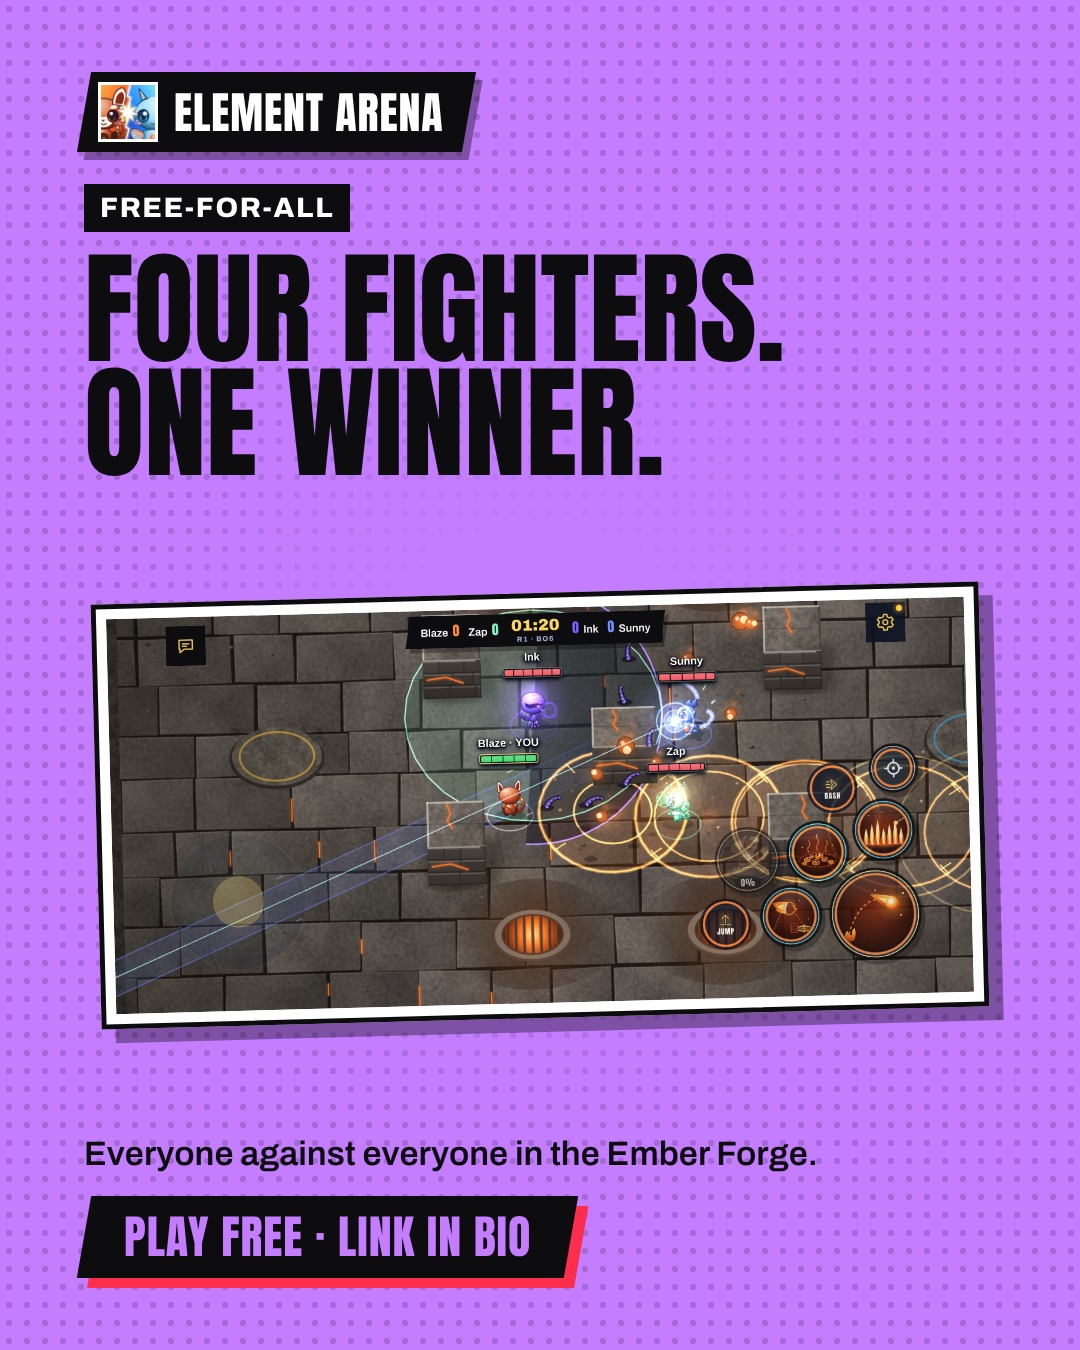 ELEMENT ARENA
FREE-FOR-ALL
FOUR FIGHTERS.
ONE WINNER.
Blaze 0 Zap 0 01:20 0 Ink 0 Sunny
R1 · BO5
Ink
Sunny
Blaze · YOU
Zap
DASH
0%
JUMP
Everyone against everyone in the Ember Forge.
PLAY FREE · LINK IN BIO